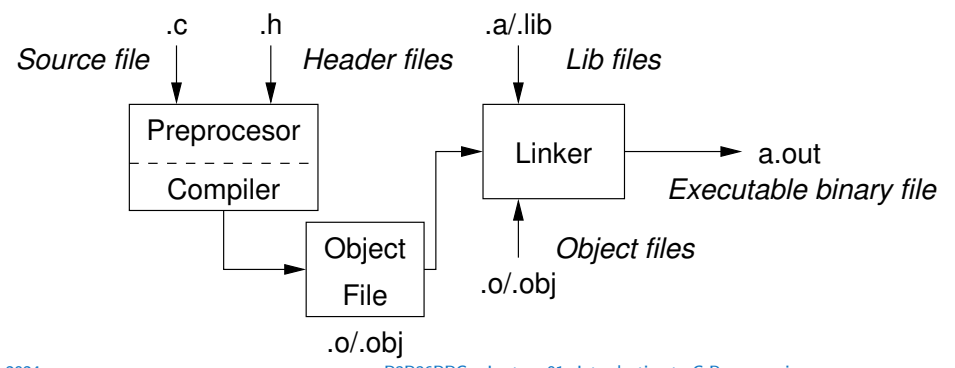 .c
.h
.a/.lib
Source file
Header files
Lib files
Preprocesor
Compiler
Linker
a.out
Executable binary file
Object
File
.o/.obj
Object files
.o/.obj